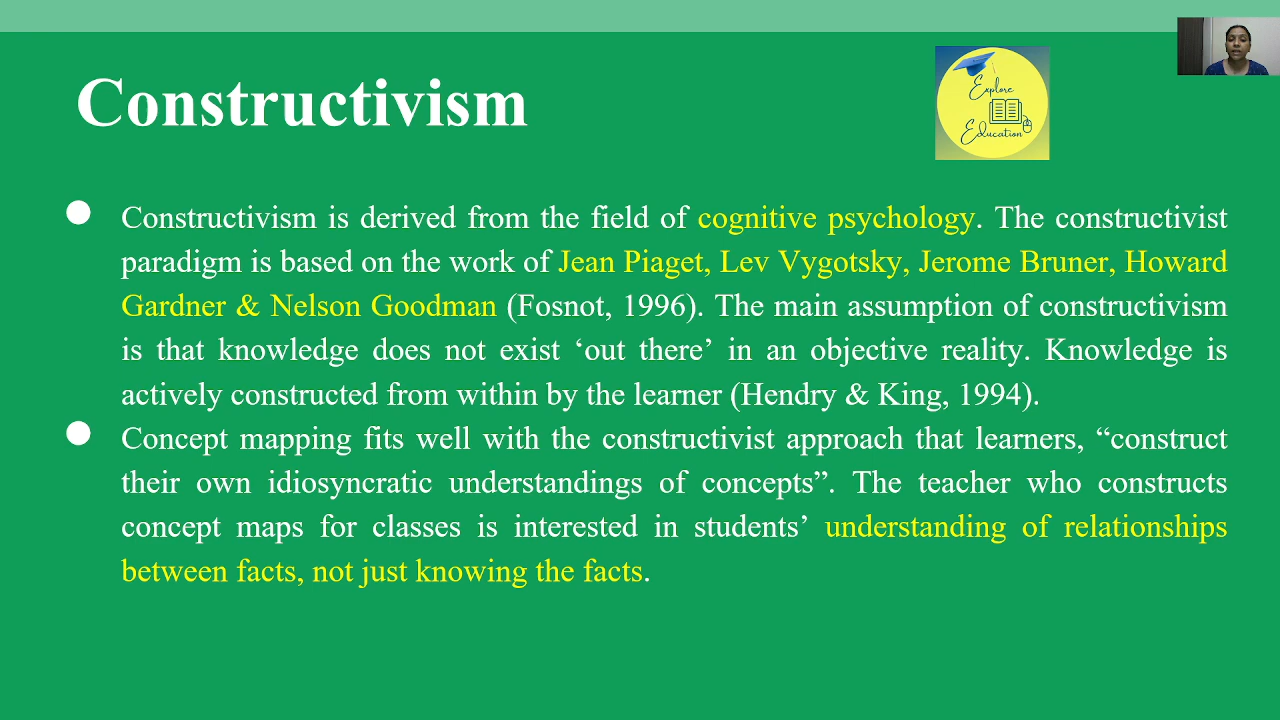 Constructivism
Explore
Education
● Constructivism is derived from the field of cognitive psychology. The constructivist
paradigm is based on the work of Jean Piaget, Lev Vygotsky, Jerome Bruner, Howard
Gardner & Nelson Goodman (Fosnot, 1996). The main assumption of constructivism
is that knowledge does not exist ‘out there’ in an objective reality. Knowledge is
actively constructed from within by the learner (Hendry & King, 1994).
● Concept mapping fits well with the constructivist approach that learners, “construct
their own idiosyncratic understandings of concepts”. The teacher who constructs
concept maps for classes is interested in students’ understanding of relationships
between facts, not just knowing the facts.